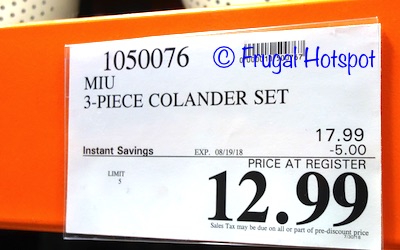 1050076
© Frugal Hotspot
MIU
3-PIECE COLANDER SET
17.99
Instant Savings EXP. 08/19/18 -5.00
PRICE AT REGISTER
LIMIT
5
12.99
Sales Tax may be due on all or part of pre-discount price